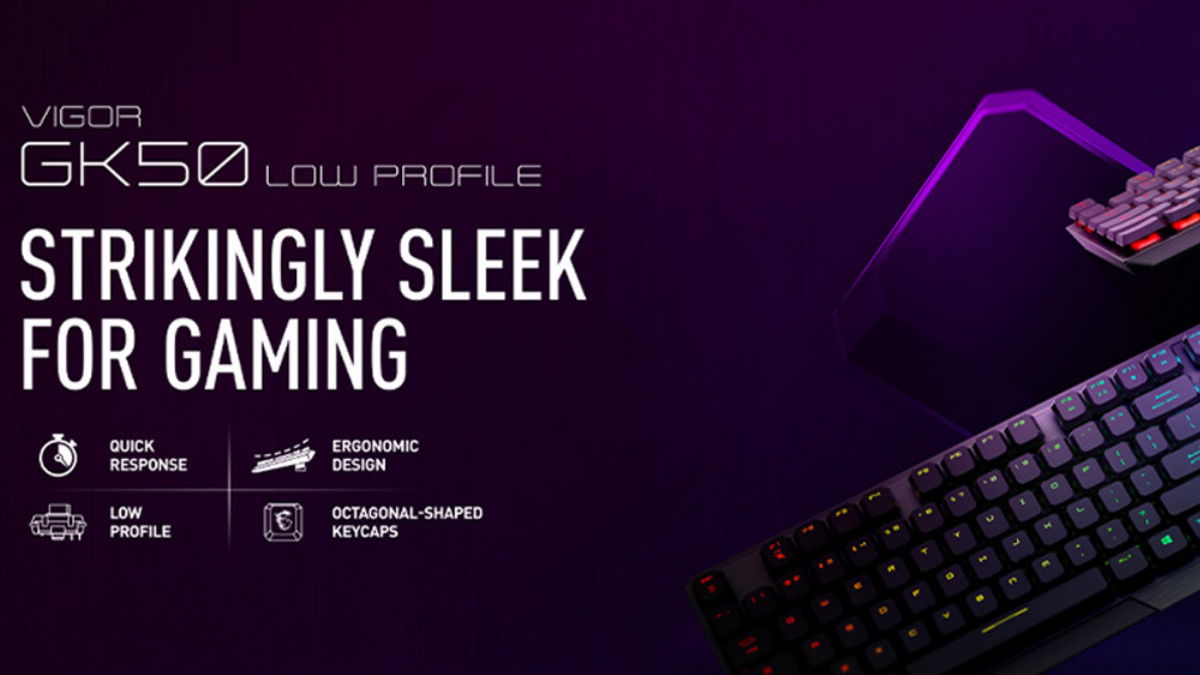 VIGOR
GK50 LOW PROFILE
STRIKINGLY SLEEK
FOR GAMING
QUICK
RESPONSE
ERGONOMIC
DESIGN
LOW
PROFILE
OCTAGONAL-SHAPED
KEYCAPS